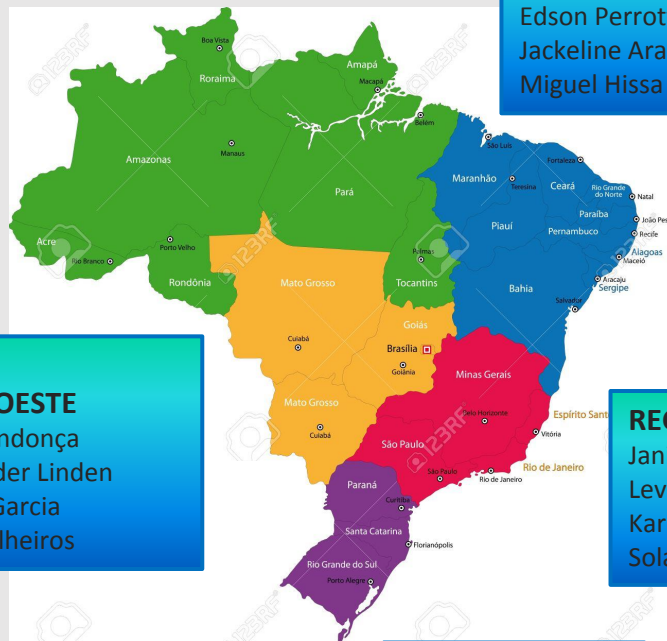 Edson Perrot
Jackeline Ara
Miguel Hissa
Boa Vista
Roraima
Amapá
Macapá
Belém
Amazonas
Manaus
Pará
São Luís
Maranhão
Teresina
Fortaleza
Ceará
Rio Grande
do Norte
Natal
Paraíba
João Pes
Piauí
Pernambuco
Recife
Alagoas
Maceió
Acre
Rio Branco
Porto Velho
Rondônia
Palmas
Tocantins
Mato Grosso
Bahia
Aracaju
Sergipe
Salvador
Goiás
Cuiabá
Brasília
Goiânia
Minas Gerais
Mato Grosso
Cuiabá
Belo Horizonte
Espírito Sant
Vitória
São Paulo
São Paulo
Rio de Janeiro
Rio de Janeiro
Paraná
Curitiba
Santa Catarina
Florianópolis
Rio Grande do Sul
Porto Alegre
OESTE
ndonça
der Linden
Garcia
lheiros
REG
Jan
Lev
Kar
Sola
123RF